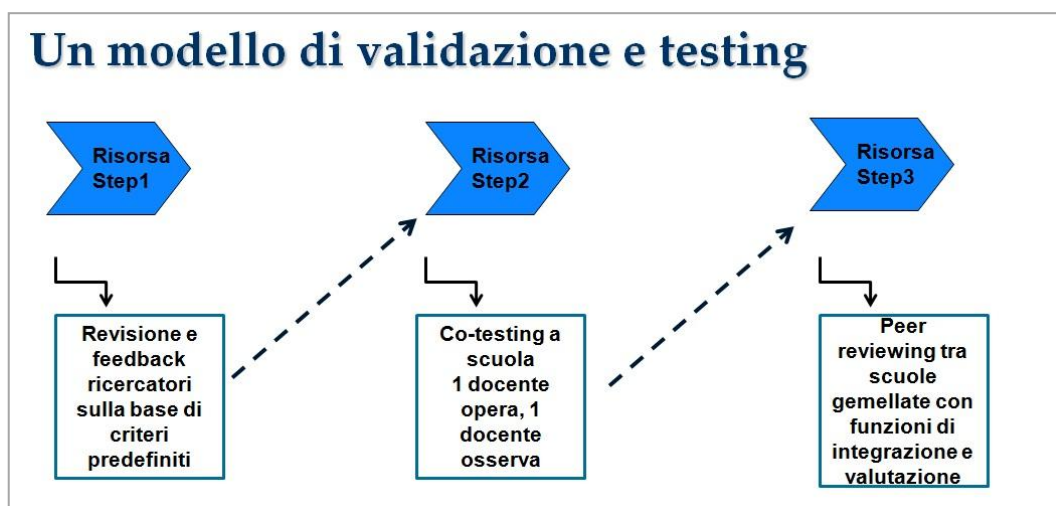 Un modello di validazione e testing
Risorsa
Step1
Risorsa
Step2
Risorsa
Step3
Revisione e
feedback
ricercatori
sulla base di
criteri
predefiniti
Co-testing a
scuola
1 docente
opera, 1
docente
osserva
Peer
reviewing tra
scuole
gemellate con
funzioni di
integrazione e
valutazione